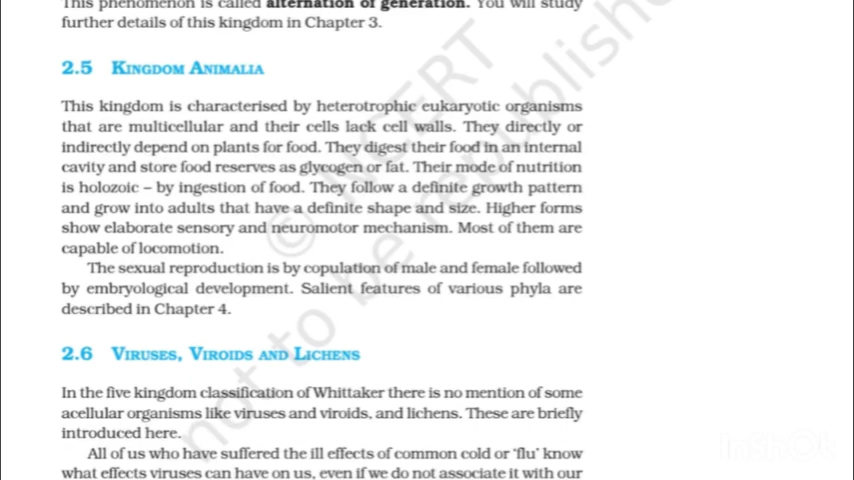 This phenomenon is called alternation of generation. You will study
further details of this kingdom in Chapter 3.
2.5 KINGDOM ANIMALIA
This kingdom is characterised by heterotrophic eukaryotic organisms
that are multicellular and their cells lack cell walls. They directly or
indirectly depend on plants for food. They digest their food in an internal
cavity and store food reserves as glycogen or fat. Their mode of nutrition
is holozoic – by ingestion of food. They follow a definite growth pattern
and grow into adults that have a definite shape and size. Higher forms
show elaborate sensory and neuromotor mechanism. Most of them are
capable of locomotion.
The sexual reproduction is by copulation of male and female followed
by embryological development. Salient features of various phyla are
described in Chapter 4.
2.6 VIRUSES, VIROIDS AND LICHENS
In the five kingdom classification of Whittaker there is no mention of some
acellular organisms like viruses and viroids, and lichens. These are briefly
introduced here.
All of us who have suffered the ill effects of common cold or ‘flu’ know
what effects viruses can have on us, even if we do not associate it with our
© NCERT
not to be republishe
InShOt